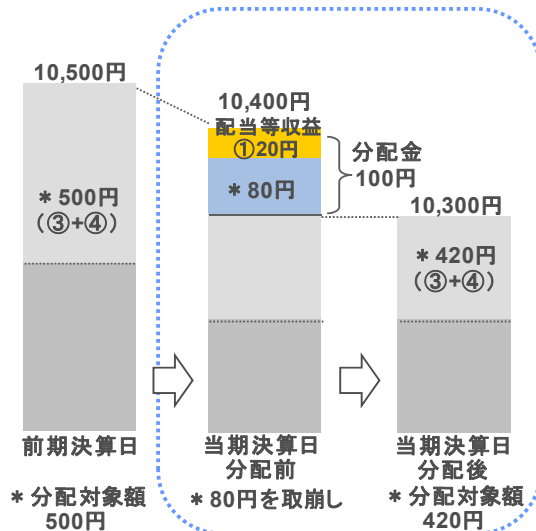 10,500円
＊500円
（③+④）
前期決算日
＊分配対象額
500円
10,400円
配当等収益
①20円
＊80円
分配金
100円
当期決算日
分配前
＊80円を取崩し
10,300円
＊420円
（③+④）
当期決算日
分配後
＊分配対象額
420円